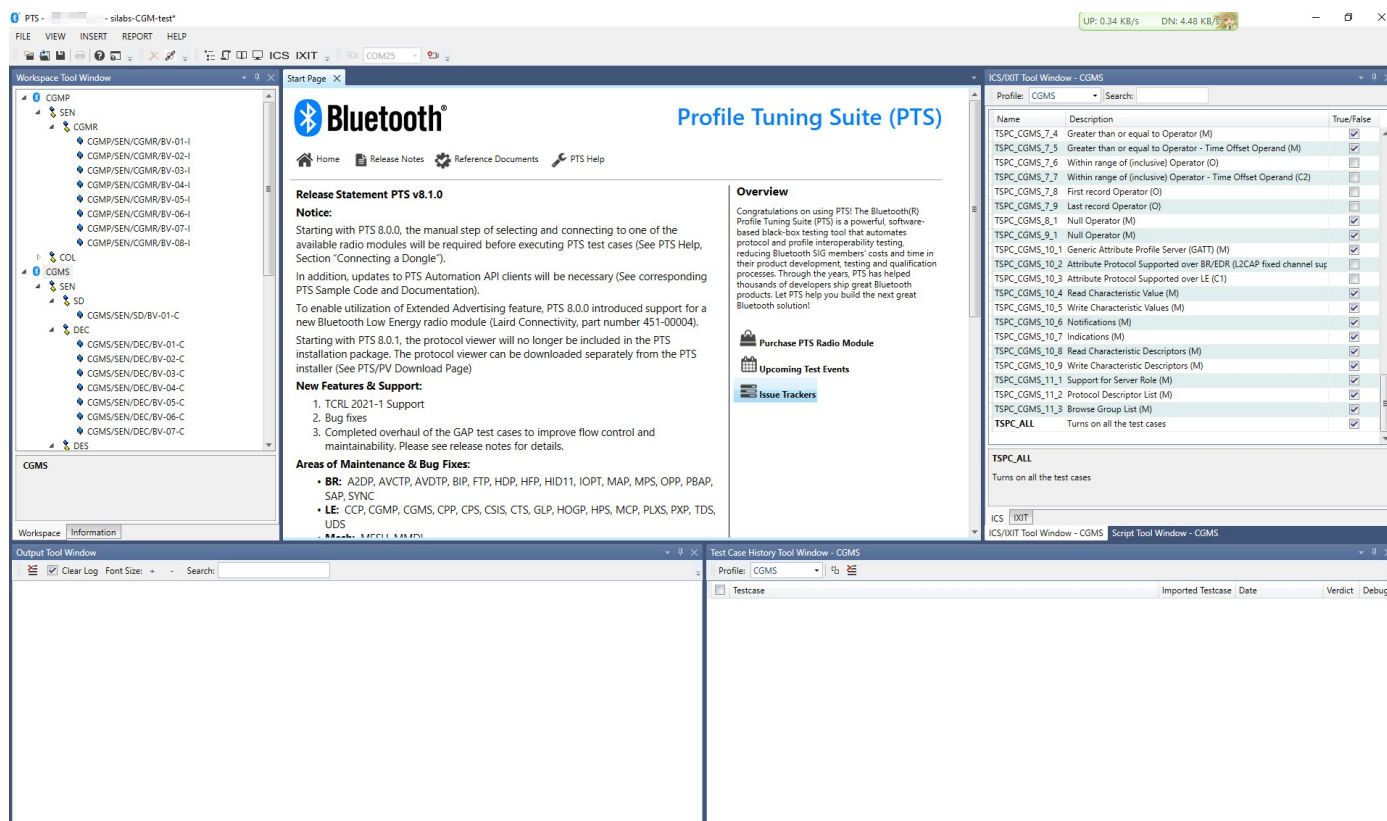 PTS - - silabs-CGM-test*
UP: 0.34 KB/s DN: 4.48 KB/s
FILE VIEW INSERT REPORT HELP
ICS IXIT COM25
Workspace Tool Window
CGMP
SEN
CGMR
CGMP/SEN/CGMR/BV-01-I
CGMP/SEN/CGMR/BV-02-I
CGMP/SEN/CGMR/BV-03-I
CGMP/SEN/CGMR/BV-04-I
CGMP/SEN/CGMR/BV-05-I
CGMP/SEN/CGMR/BV-06-I
CGMP/SEN/CGMR/BV-07-I
CGMP/SEN/CGMR/BV-08-I
COL
CGMS
SEN
SD
CGMS/SEN/SD/BV-01-C
DEC
CGMS/SEN/DEC/BV-01-C
CGMS/SEN/DEC/BV-02-C
CGMS/SEN/DEC/BV-03-C
CGMS/SEN/DEC/BV-04-C
CGMS/SEN/DEC/BV-05-C
CGMS/SEN/DEC/BV-06-C
CGMS/SEN/DEC/BV-07-C
DES
CGMS
Workspace Information
Start Page
Bluetooth®
Profile Tuning Suite (PTS)
Home Release Notes Reference Documents PTS Help
Release Statement PTS v8.1.0
Notice:
Starting with PTS 8.0.0, the manual step of selecting and connecting to one of the
available radio modules will be required before executing PTS test cases (See PTS Help,
Section "Connecting a Dongle").
In addition, updates to PTS Automation API clients will be necessary (See corresponding
PTS Sample Code and Documentation).
To enable utilization of Extended Advertising feature, PTS 8.0.0 introduced support for a
new Bluetooth Low Energy radio module (Laird Connectivity, part number 451-00004).
Starting with PTS 8.0.1, the protocol viewer will no longer be included in the PTS
installation package. The protocol viewer can be downloaded separately from the PTS
installer (See PTS/PV Download Page)
New Features & Support:
1. TCRL 2021-1 Support
2. Bug fixes
3. Completed overhaul of the GAP test cases to improve flow control and
maintainability. Please see release notes for details.
Areas of Maintenance & Bug Fixes:
• BR: A2DP, AVCTP, AVDTP, BIP, FTP, HDP, HFP, HID11, IOPT, MAP, MPS, OPP, PBAP,
SAP, SYNC
• LE: CCP, CGMP, CGMS, CPP, CPS, CSIS, CTS, GLP, HOGP, HPS, MCP, PLXS, PXP, TDS,
UDS
• Mesh: MESH, MMDL
Overview
Congratulations on using PTS! The Bluetooth(R)
Profile Tuning Suite (PTS) is a powerful, software-
based black-box testing tool that automates
protocol and profile interoperability testing,
reducing Bluetooth SIG members' costs and time in
their product development, testing and qualification
processes. Through the years, PTS has helped
thousands of developers ship great Bluetooth
products. Let PTS help you build the next great
Bluetooth solution!
Purchase PTS Radio Module
Upcoming Test Events
Issue Trackers
ICS/IXIT Tool Window - CGMS
Profile: CGMS Search:
Name Description True/False
TSPC_CGMS_7_4 Greater than or equal to Operator (M)
TSPC_CGMS_7_5 Greater than or equal to Operator - Time Offset Operand (M)
TSPC_CGMS_7_6 Within range of (inclusive) Operator (O)
TSPC_CGMS_7_7 Within range of (inclusive) Operator - Time Offset Operand (C2)
TSPC_CGMS_7_8 First record Operator (O)
TSPC_CGMS_7_9 Last record Operator (O)
TSPC_CGMS_8_1 Null Operator (M)
TSPC_CGMS_9_1 Null Operator (M)
TSPC_CGMS_10_1 Generic Attribute Profile Server (GATT) (M)
TSPC_CGMS_10_2 Attribute Protocol Supported over BR/EDR (L2CAP fixed channel sup
TSPC_CGMS_10_3 Attribute Protocol Supported over LE (C1)
TSPC_CGMS_10_4 Read Characteristic Value (M)
TSPC_CGMS_10_5 Write Characteristic Values (M)
TSPC_CGMS_10_6 Notifications (M)
TSPC_CGMS_10_7 Indications (M)
TSPC_CGMS_10_8 Read Characteristic Descriptors (M)
TSPC_CGMS_10_9 Write Characteristic Descriptors (M)
TSPC_CGMS_11_1 Support for Server Role (M)
TSPC_CGMS_11_2 Protocol Descriptor List (M)
TSPC_CGMS_11_3 Browse Group List (M)
TSPC_ALL Turns on all the test cases
TSPC_ALL
Turns on all the test cases
ICS IXIT
ICS/IXIT Tool Window - CGMS Script Tool Window - CGMS
Output Tool Window
Clear Log Font Size: + - Search:
Test Case History Tool Window - CGMS
Profile: CGMS
Testcase Imported Testcase Date Verdict Debug